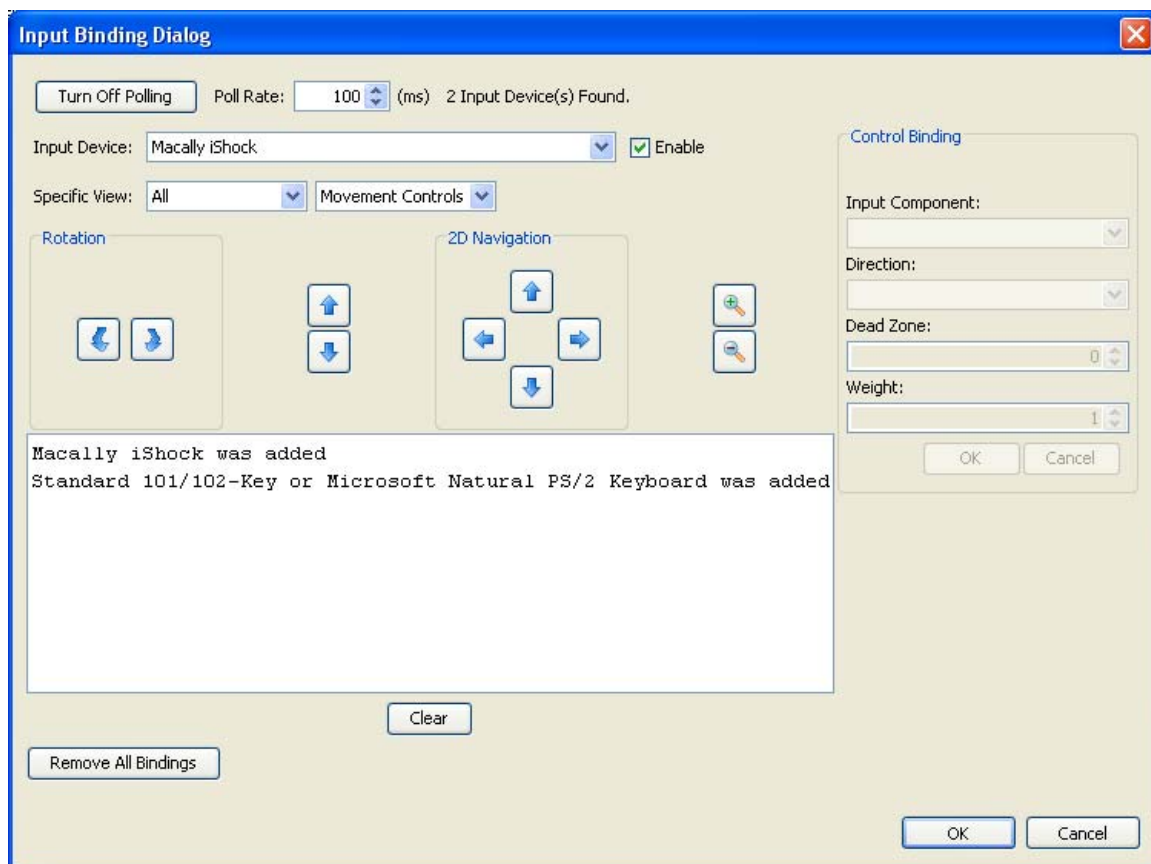 Input Binding Dialog
Turn Off Polling Poll Rate: 100 (ms) 2 Input Device(s) Found.
Input Device: Macally iShock Enable
Specific View: All Movement Controls
Rotation
2D Navigation
Control Binding
Input Component:
Direction:
Dead Zone:
0
Weight:
1
OK Cancel
Macally iShock was added
Standard 101/102-Key or Microsoft Natural PS/2 Keyboard was added
Clear
Remove All Bindings
OK Cancel